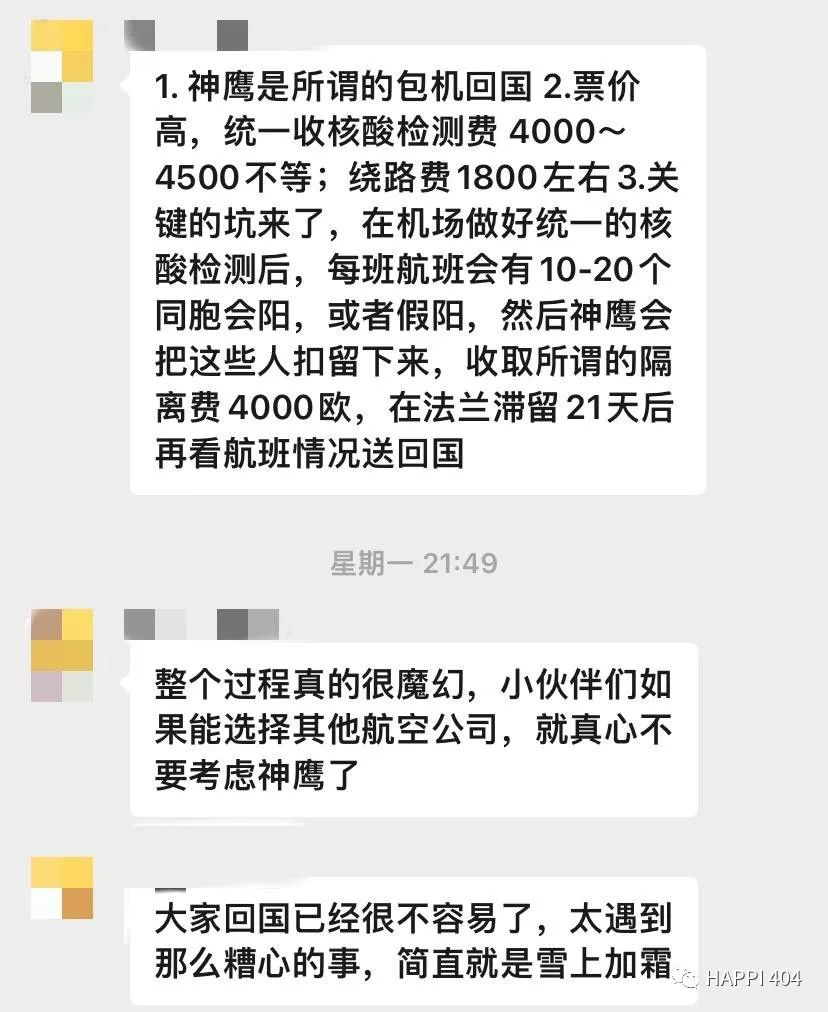 1. 神鹰是所谓的包机回国 2.票价
高，统一收核酸检测费 4000～
4500不等；绕路费1800左右3.关
键的坑来了，在机场做好统一的核
酸检测后，每班航班会有10-20个
同胞会阳，或者假阳，然后神鹰会
把这些人扣留下来，收取所谓的隔
离费4000欧，在法兰滞留21天后
再看航班情况送回国
星期一 21:49
整个过程真的很魔幻，小伙伴们如
果能选择其他航空公司，就真心不
要考虑神鹰了
大家回国已经很不容易了，太遇到
那么糟心的事，简直就是雪上加霜
HAPPI 404